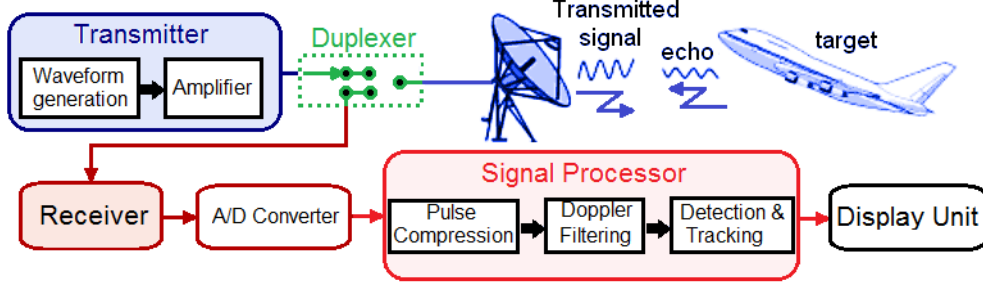 Transmitter
Waveform
generation
Amplifier
Duplexer
Transmitted
signal
echo
target
Receiver
A/D Converter
Signal Processor
Pulse
Compression
Doppler
Filtering
Detection &
Tracking
Display Unit